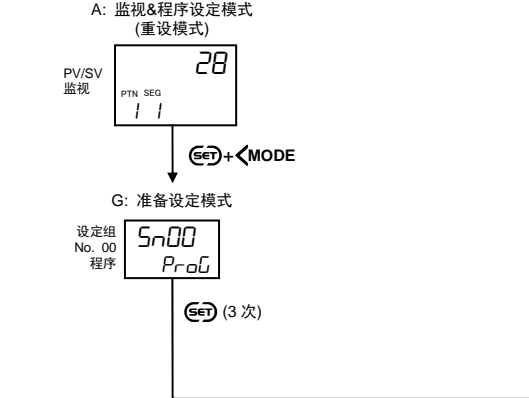 A: 监视&程序设定模式
(重设模式)
PV/SV
监视
28
PTN SEG
1 1
SET+<MODE
G: 准备设定模式
设定组
No. 00
程序
Sn00
ProG
SET (3 次)